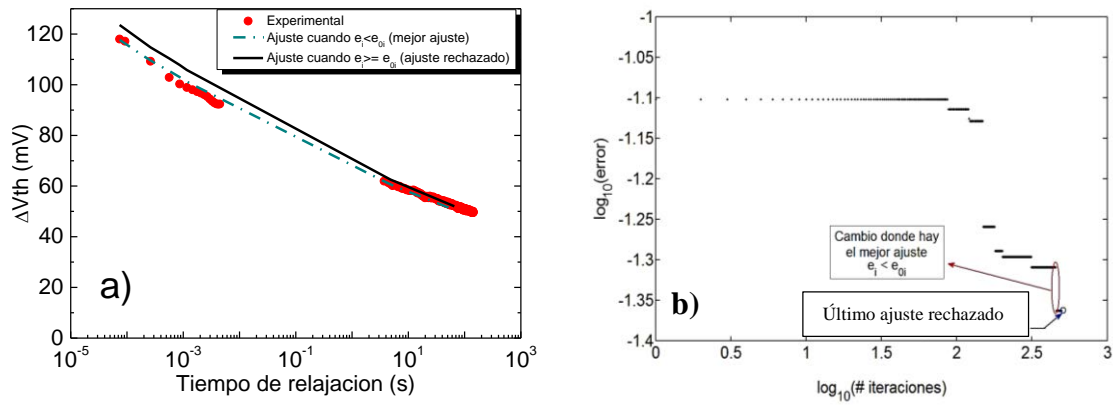 Experimental
Ajuste cuando e_i<e_0i (mejor ajuste)
Ajuste cuando e_i>= e_0i (ajuste rechazado)
120
100
80
60
40
20
0
ΔVth (mV)
a)
10^-5
10^-3
10^-1
10^1
10^3
Tiempo de relajacion (s)
-1
-1.05
-1.1
-1.15
-1.2
-1.25
-1.3
-1.35
-1.4
log_10(error)
Cambio donde hay
el mejor ajuste
e_i < e_0i
b)
Último ajuste rechazado
0
0.5
1
1.5
2
2.5
3
log_10(# iteraciones)